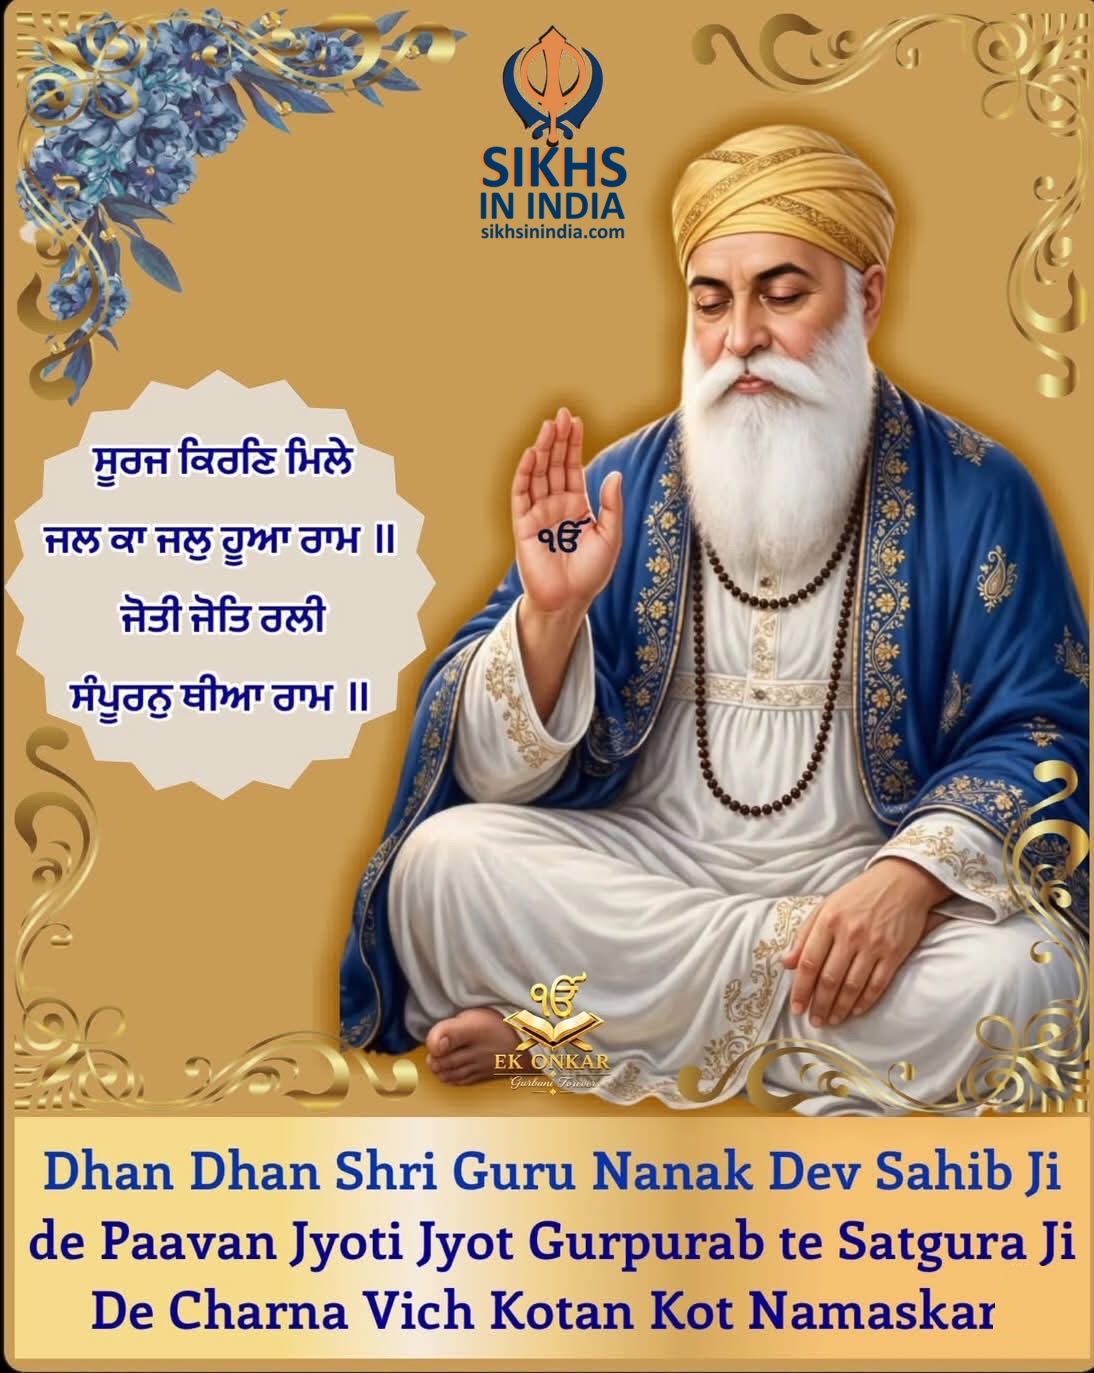 SIKHS
IN INDIA
sikhsinindia.com
ਸੂਰਜ ਕਿਰਣਿ ਮਿਲੇ
ਜਲ ਕਾ ਜਲੁ ਹੂਆ ਰਾਮ ॥
ਜੋਤੀ ਜੋਤਿ ਰਲੀ
ਸੰਪੂਰਨੁ ਥੀਆ ਰਾਮ ॥
ੴ
ੴ
EK ONKAR
Gurbani Forever
Dhan Dhan Shri Guru Nanak Dev Sahib Ji
de Paavan Jyoti Jyot Gurpurab te Satgura Ji
De Charna Vich Kotan Kot Namaskar